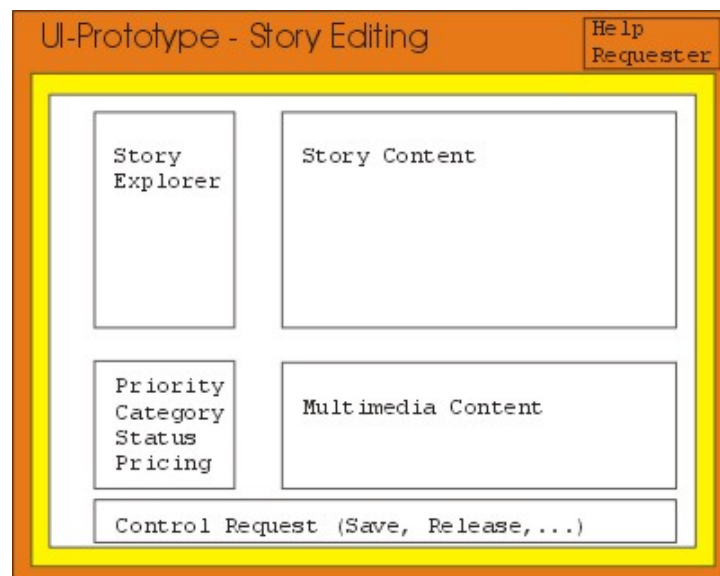 UI-Prototype - Story Editing
Help
Requester
Story
Explorer
Story Content
Priority
Category
Status
Pricing
Multimedia Content
Control Request (Save, Release,...)